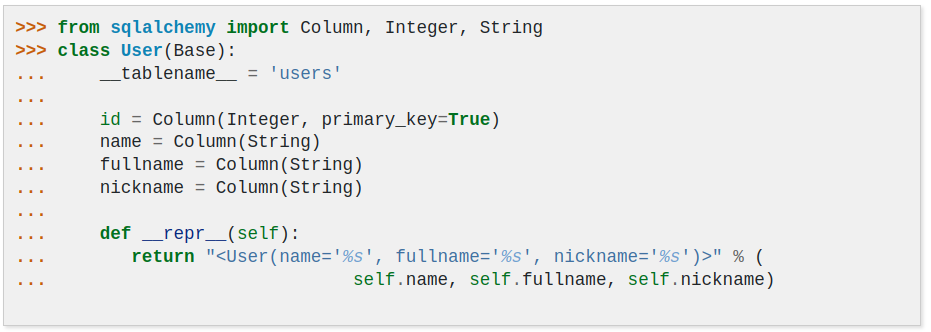 >>> from sqlalchemy import Column, Integer, String
>>> class User(Base):
...     __tablename__ = 'users'
...
...     id = Column(Integer, primary_key=True)
...     name = Column(String)
...     fullname = Column(String)
...     nickname = Column(String)
...
...     def __repr__(self):
...        return "<User(name='%s', fullname='%s', nickname='%s')>" % (
...                             self.name, self.fullname, self.nickname)